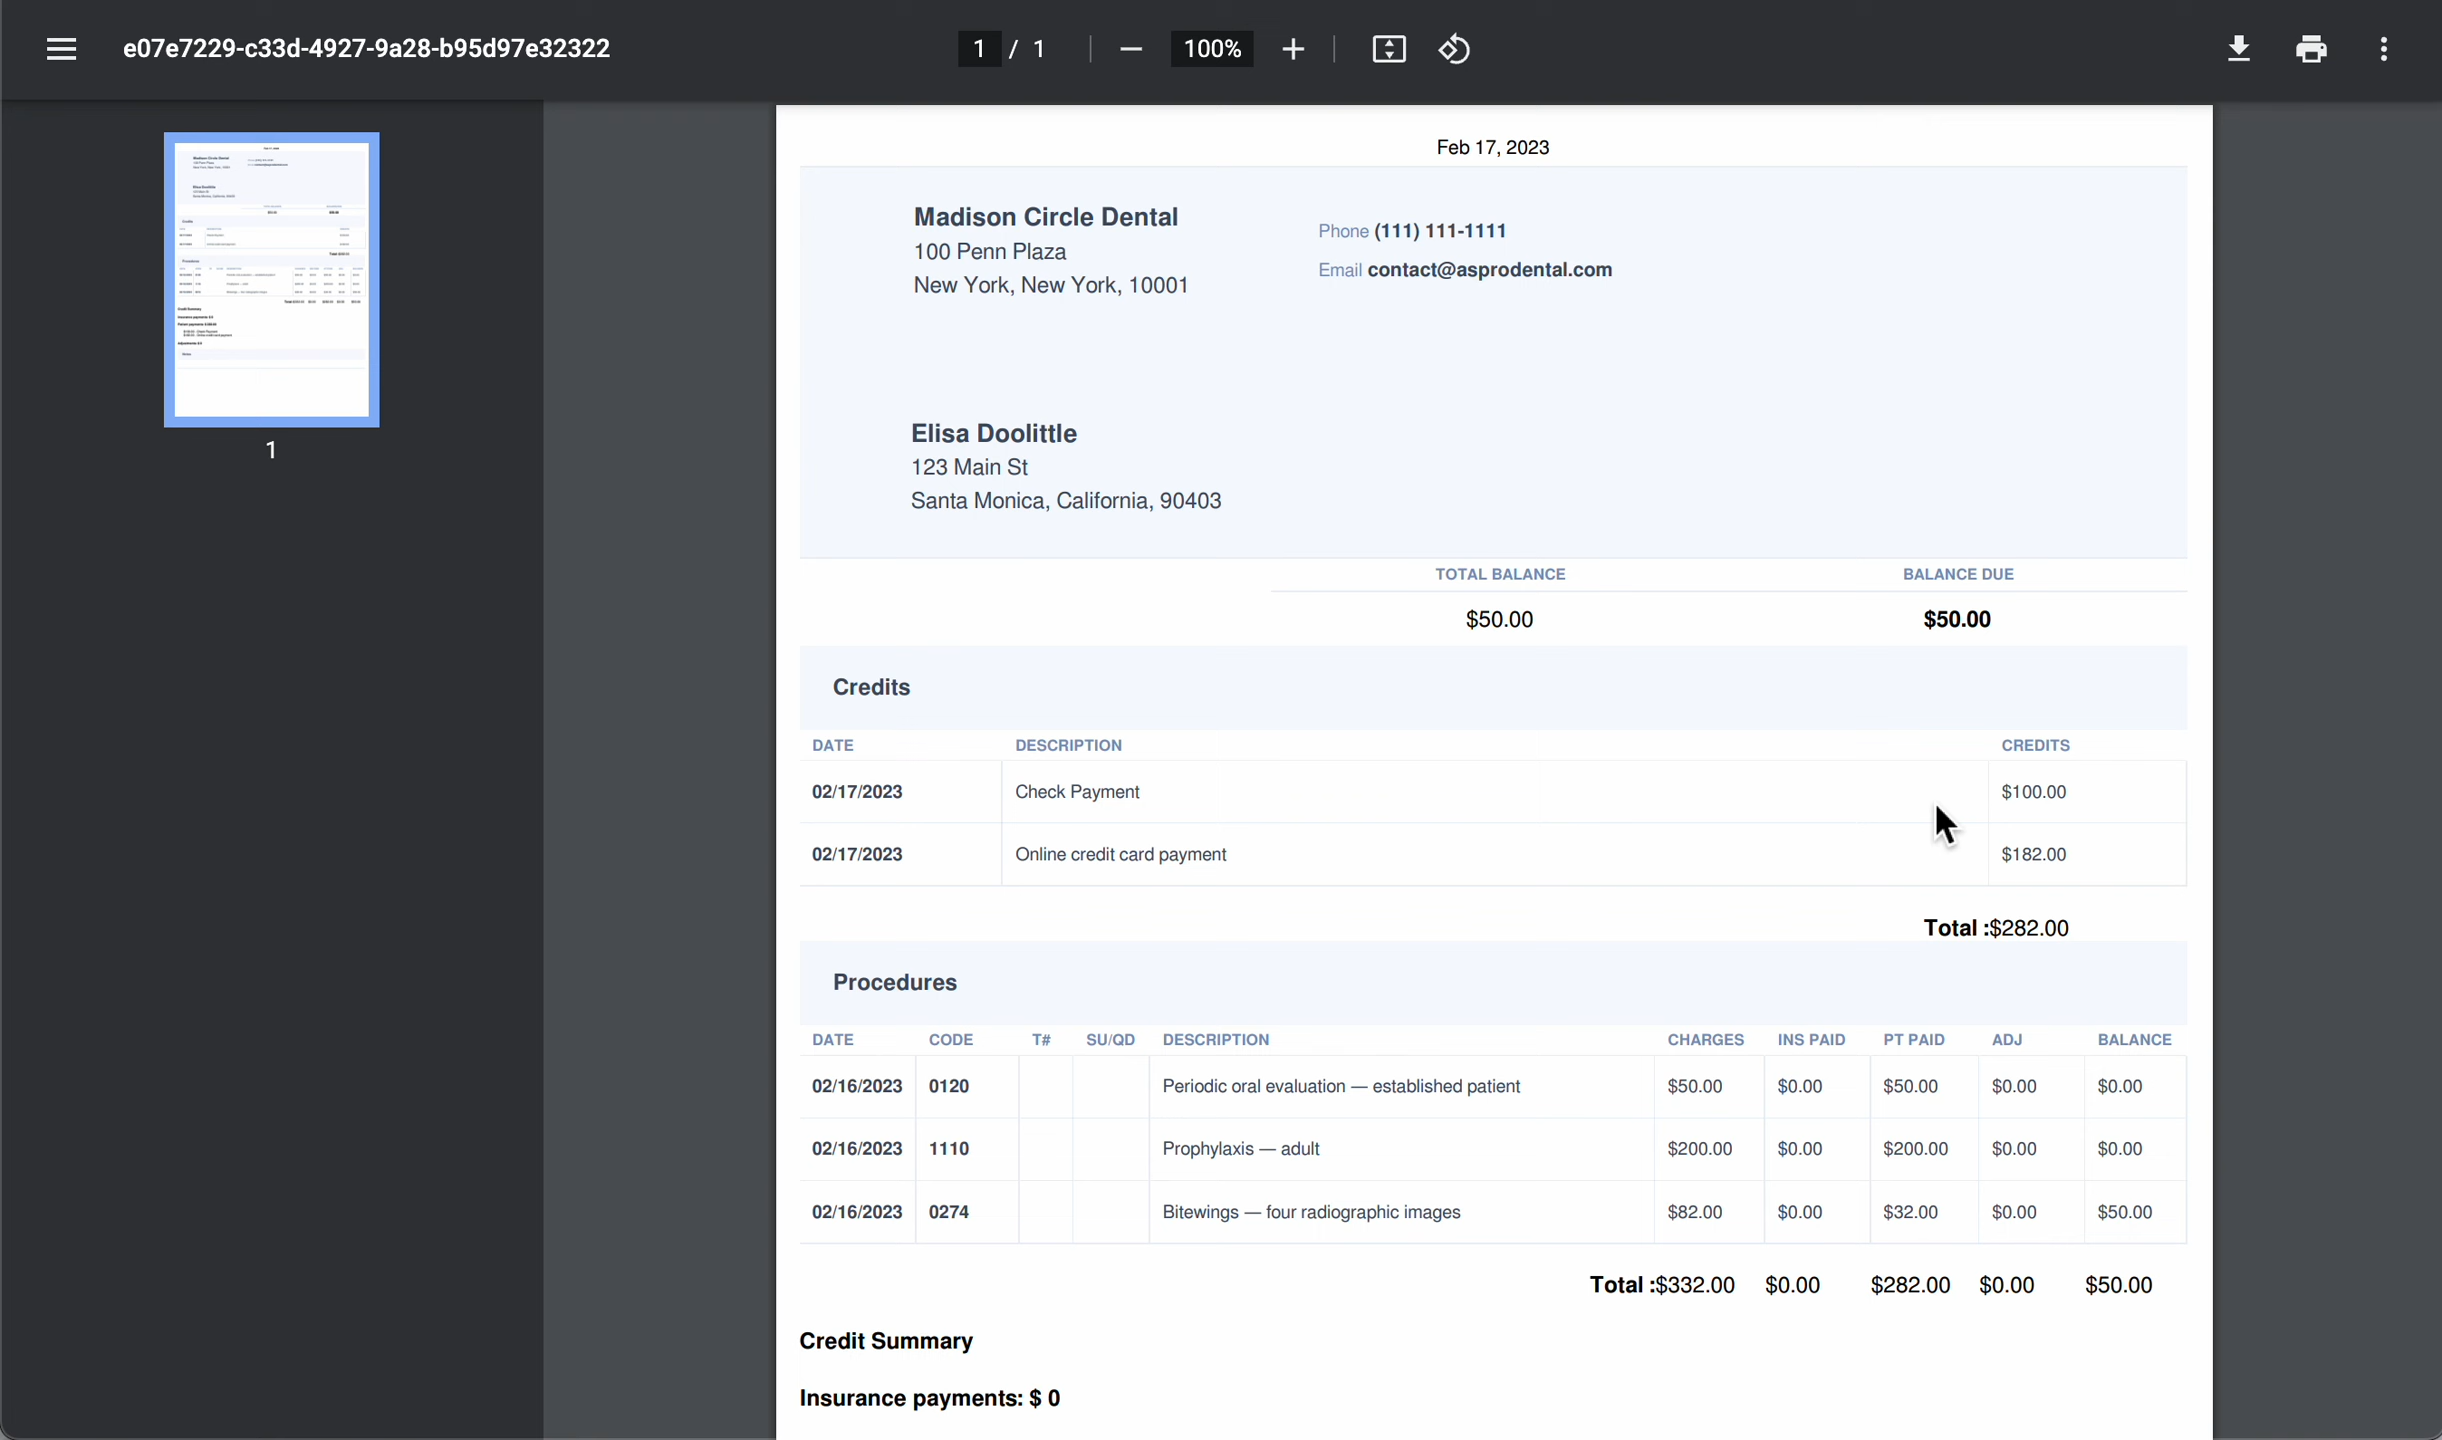 e07e7229-c33d-4927-9a28-b95d97e32322
1 / 1
100%
1
Feb 17, 2023
Madison Circle Dental
100 Penn Plaza
New York, New York, 10001
Phone (111) 111-1111
Email contact@asprodental.com
Elisa Doolittle
123 Main St
Santa Monica, California, 90403
TOTAL BALANCE BALANCE DUE
$50.00 $50.00
Credits
DATE DESCRIPTION CREDITS
02/17/2023 Check Payment $100.00
02/17/2023 Online credit card payment $182.00
Total :$282.00
Procedures
DATE CODE T# SU/QD DESCRIPTION CHARGES INS PAID PT PAID ADJ BALANCE
02/16/2023 0120 Periodic oral evaluation — established patient $50.00 $0.00 $50.00 $0.00 $0.00
02/16/2023 1110 Prophylaxis — adult $200.00 $0.00 $200.00 $0.00 $0.00
02/16/2023 0274 Bitewings — four radiographic images $82.00 $0.00 $32.00 $0.00 $50.00
Total :$332.00 $0.00 $282.00 $0.00 $50.00
Credit Summary
Insurance payments: $ 0